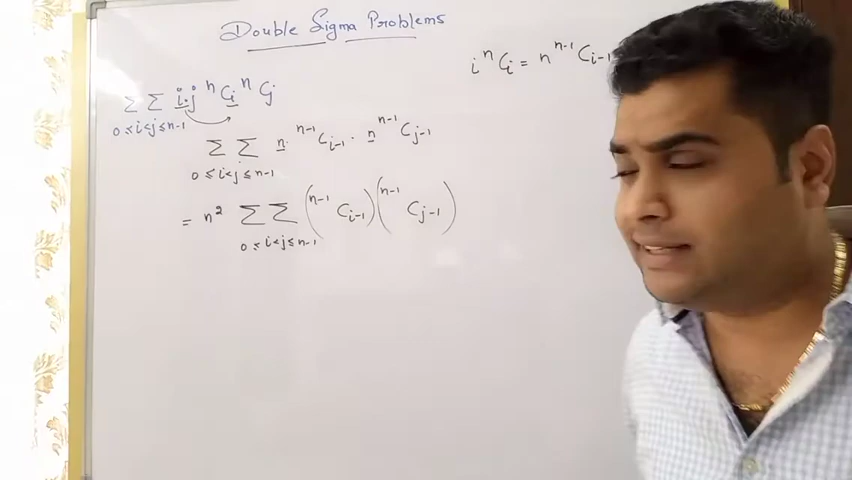 Double Sigma Problems
i ⁿCᵢ = n ⁿ⁻¹Cᵢ₋₁
Σ Σ i·j ⁿCᵢ ⁿCⱼ
0 ≤ i < j ≤ n-1
Σ Σ n· ⁿ⁻¹Cᵢ₋₁ · n ⁿ⁻¹Cⱼ₋₁
0 ≤ i < j ≤ n-1
= n² Σ Σ (ⁿ⁻¹Cᵢ₋₁)(ⁿ⁻¹Cⱼ₋₁)
0 ≤ i < j ≤ n-1